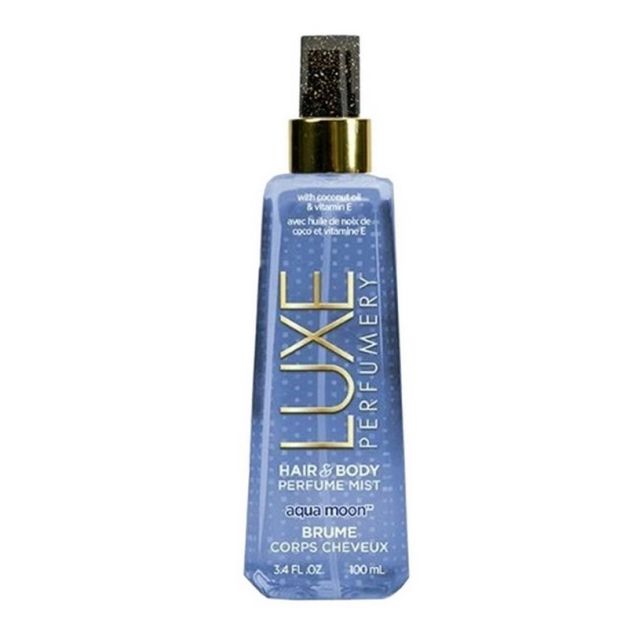 with coconut oil
& vitamin E
avec huile de noix de
coco et vitamine E
LUXE
PERFUMERY
HAIR & BODY
PERFUME MIST
aqua moon™
BRUME
CORPS CHEVEUX
3.4 FL .OZ. 100 mL